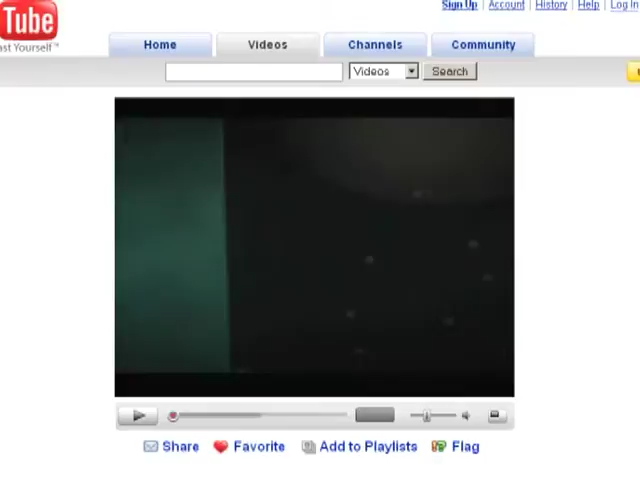 Sign Up | Account | History | Help | Log In
Tube
ast Yourself™
Home Videos Channels Community
Videos Search
Share Favorite Add to Playlists Flag